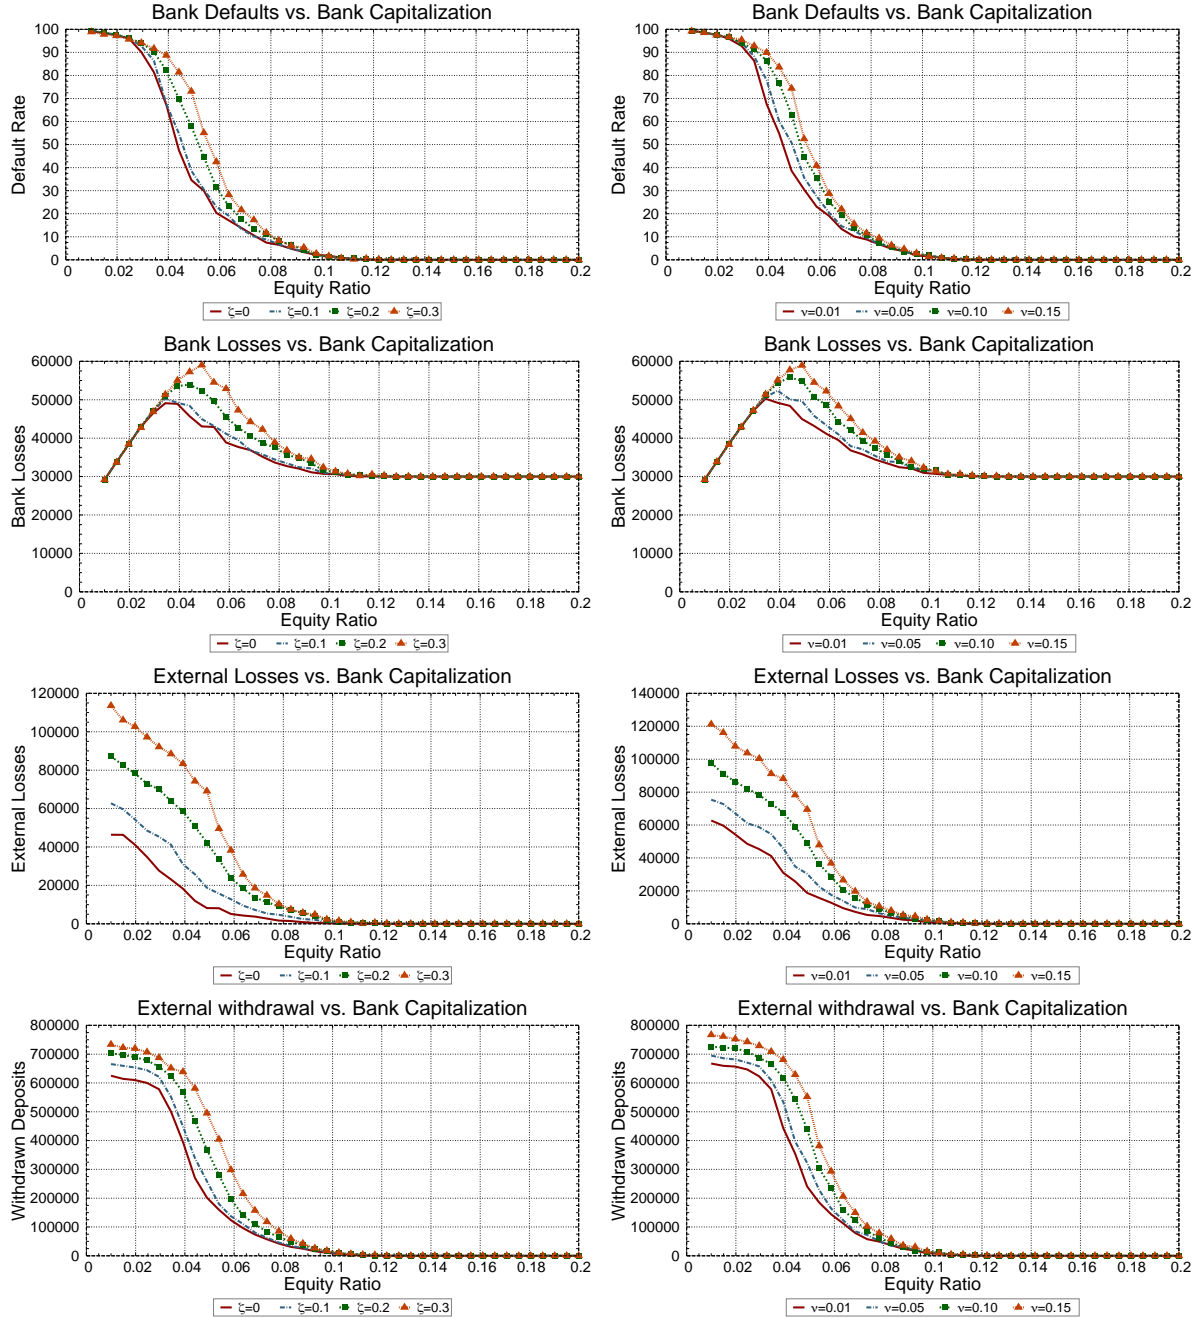 Bank Defaults vs. Bank Capitalization
Default Rate
100
90
80
70
60
50
40
30
20
10
0
0 0.02 0.04 0.06 0.08 0.1 0.12 0.14 0.16 0.18 0.2
Equity Ratio
ζ=0 ζ=0.1 ζ=0.2 ζ=0.3
Bank Defaults vs. Bank Capitalization
Default Rate
100
90
80
70
60
50
40
30
20
10
0
0 0.02 0.04 0.06 0.08 0.1 0.12 0.14 0.16 0.18 0.2
Equity Ratio
ν=0.01 ν=0.05 ν=0.10 ν=0.15
Bank Losses vs. Bank Capitalization
Bank Losses
60000
50000
40000
30000
20000
10000
0
0 0.02 0.04 0.06 0.08 0.1 0.12 0.14 0.16 0.18 0.2
Equity Ratio
ζ=0 ζ=0.1 ζ=0.2 ζ=0.3
Bank Losses vs. Bank Capitalization
Bank Losses
60000
50000
40000
30000
20000
10000
0
0 0.02 0.04 0.06 0.08 0.1 0.12 0.14 0.16 0.18 0.2
Equity Ratio
ν=0.01 ν=0.05 ν=0.10 ν=0.15
External Losses vs. Bank Capitalization
External Losses
120000
100000
80000
60000
40000
20000
0
0 0.02 0.04 0.06 0.08 0.1 0.12 0.14 0.16 0.18 0.2
Equity Ratio
ζ=0 ζ=0.1 ζ=0.2 ζ=0.3
External Losses vs. Bank Capitalization
External Losses
140000
120000
100000
80000
60000
40000
20000
0
0 0.02 0.04 0.06 0.08 0.1 0.12 0.14 0.16 0.18 0.2
Equity Ratio
ν=0.01 ν=0.05 ν=0.10 ν=0.15
External withdrawal vs. Bank Capitalization
Withdrawn Deposits
800000
700000
600000
500000
400000
300000
200000
100000
0
0 0.02 0.04 0.06 0.08 0.1 0.12 0.14 0.16 0.18 0.2
Equity Ratio
ζ=0 ζ=0.1 ζ=0.2 ζ=0.3
External withdrawal vs. Bank Capitalization
Withdrawn Deposits
800000
700000
600000
500000
400000
300000
200000
100000
0
0 0.02 0.04 0.06 0.08 0.1 0.12 0.14 0.16 0.18 0.2
Equity Ratio
ν=0.01 ν=0.05 ν=0.10 ν=0.15